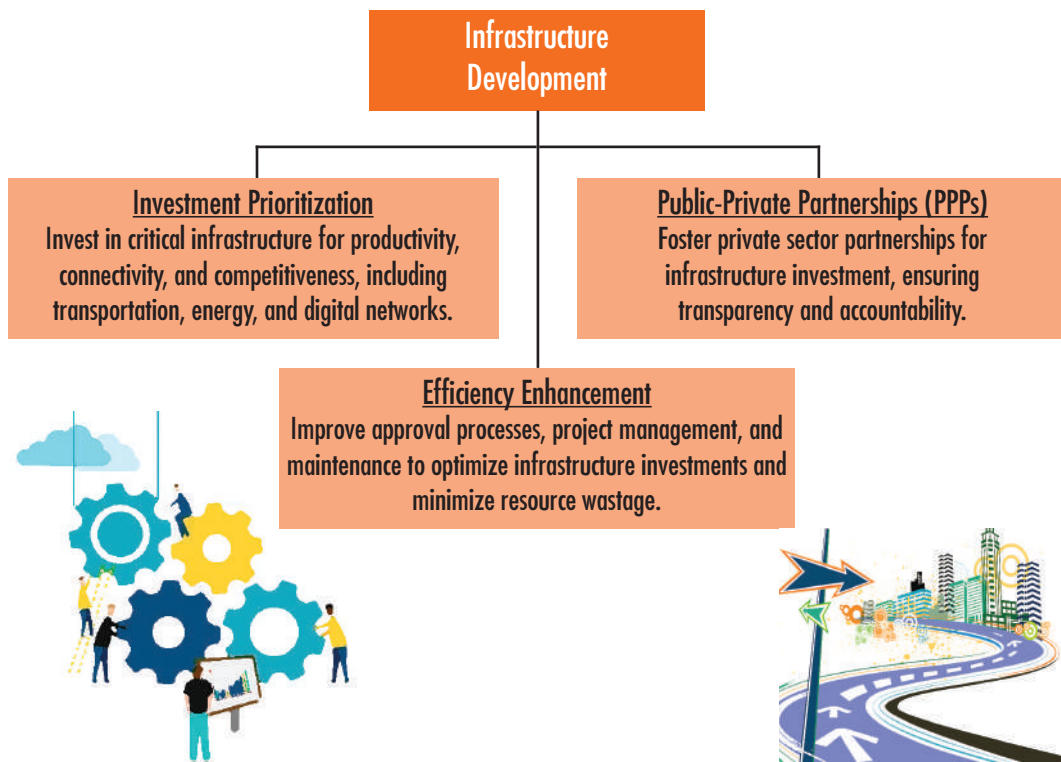 Infrastructure
Development
Investment Prioritization
Invest in critical infrastructure for productivity,
connectivity, and competitiveness, including
transportation, energy, and digital networks.
Public-Private Partnerships (PPPs)
Foster private sector partnerships for
infrastructure investment, ensuring
transparency and accountability.
Efficiency Enhancement
Improve approval processes, project management, and
maintenance to optimize infrastructure investments and
minimize resource wastage.